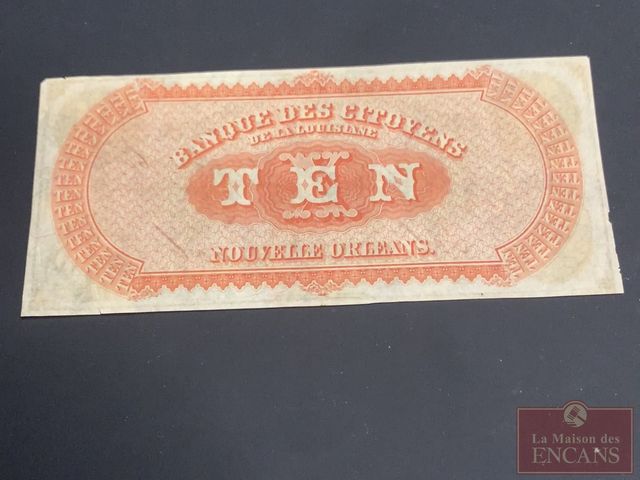 BANQUE DES CITOYENS
DE LA LOUISIANE
TEN
NOUVELLE ORLEANS.
La Maison des
ENCANS